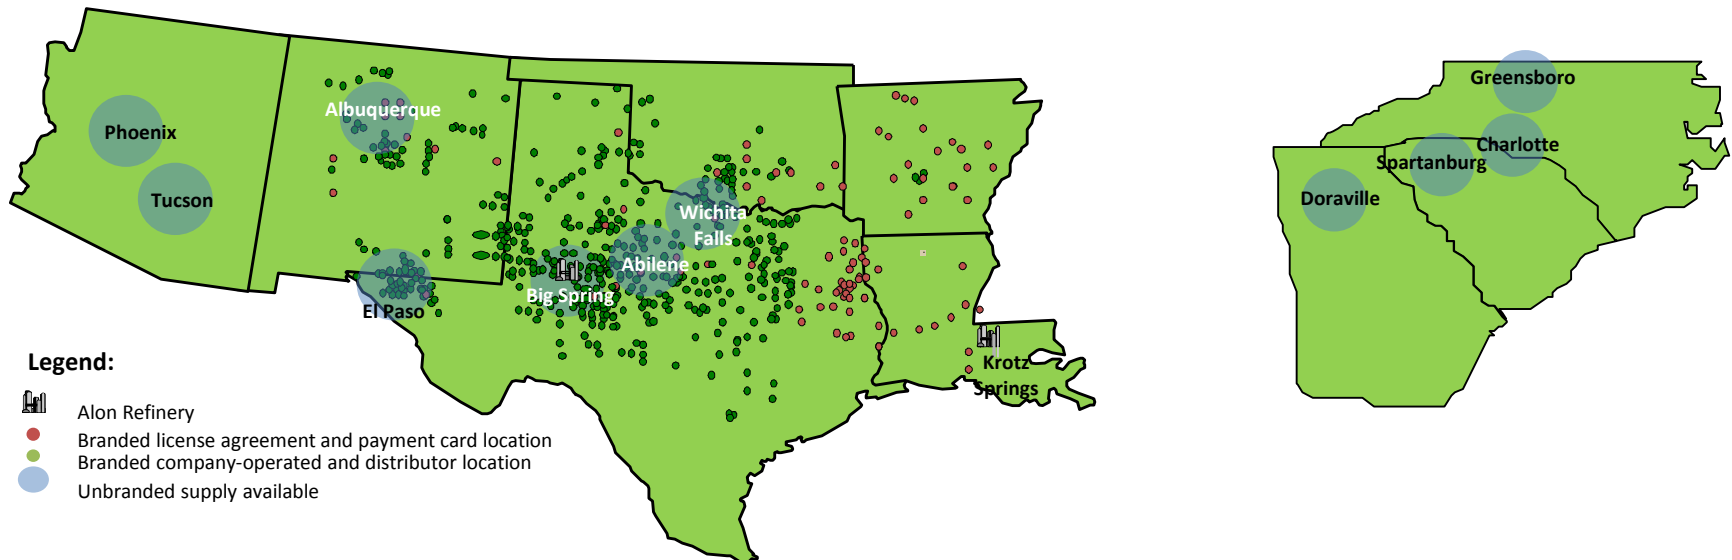 Phoenix
Tucson
Albuquerque
El Paso
Big Spring
Abilene
Wichita
Falls
Krotz
Springs
Greensboro
Charlotte
Spartanburg
Doraville
Legend:
Alon Refinery
Branded license agreement and payment card location
Branded company-operated and distributor location
Unbranded supply available